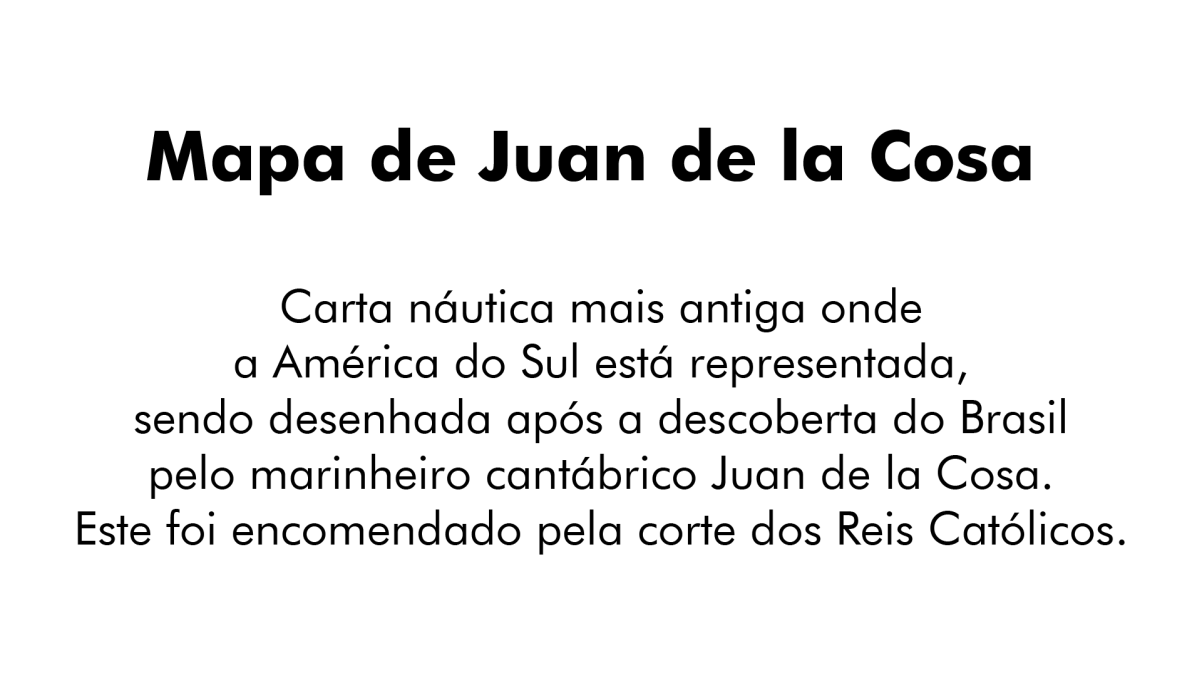 Mapa de Juan de la Cosa
Carta náutica mais antiga onde
a América do Sul está representada,
sendo desenhada após a descoberta do Brasil
pelo marinheiro cantábrico Juan de la Cosa.
Este foi encomendado pela corte dos Reis Católicos.